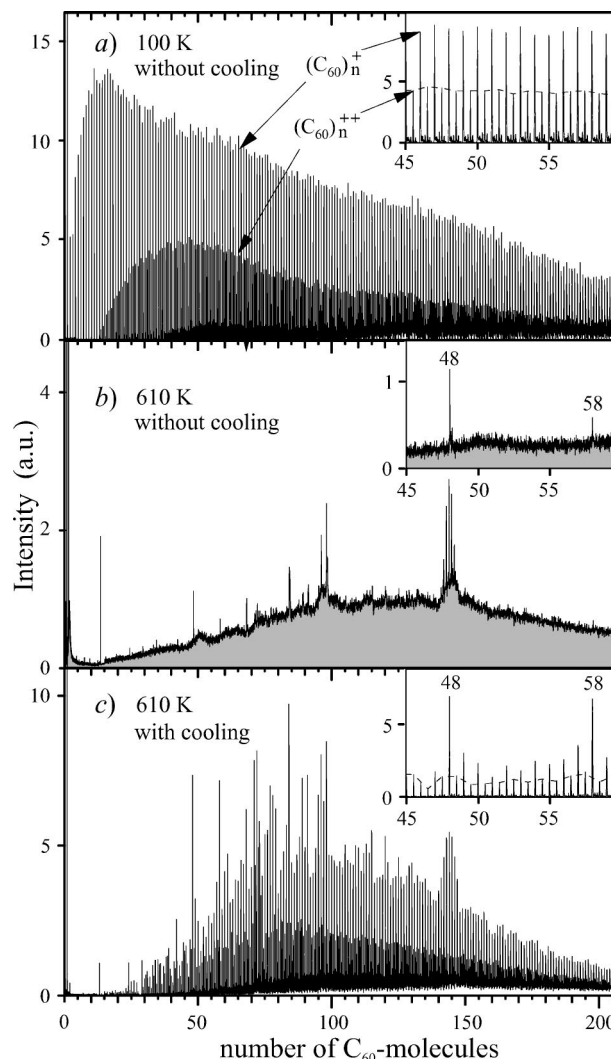 15
a) 100 K
without cooling
(C60)n+
(C60)n++
10
5
0
5
0
45 50 55
4
b) 610 K
without cooling
Intensity (a.u.)
2
0
1
0
48
58
45 50 55
10
c) 610 K
with cooling
5
0
5
0
48
58
45 50 55
0 50 100 150 200
number of C60-molecules